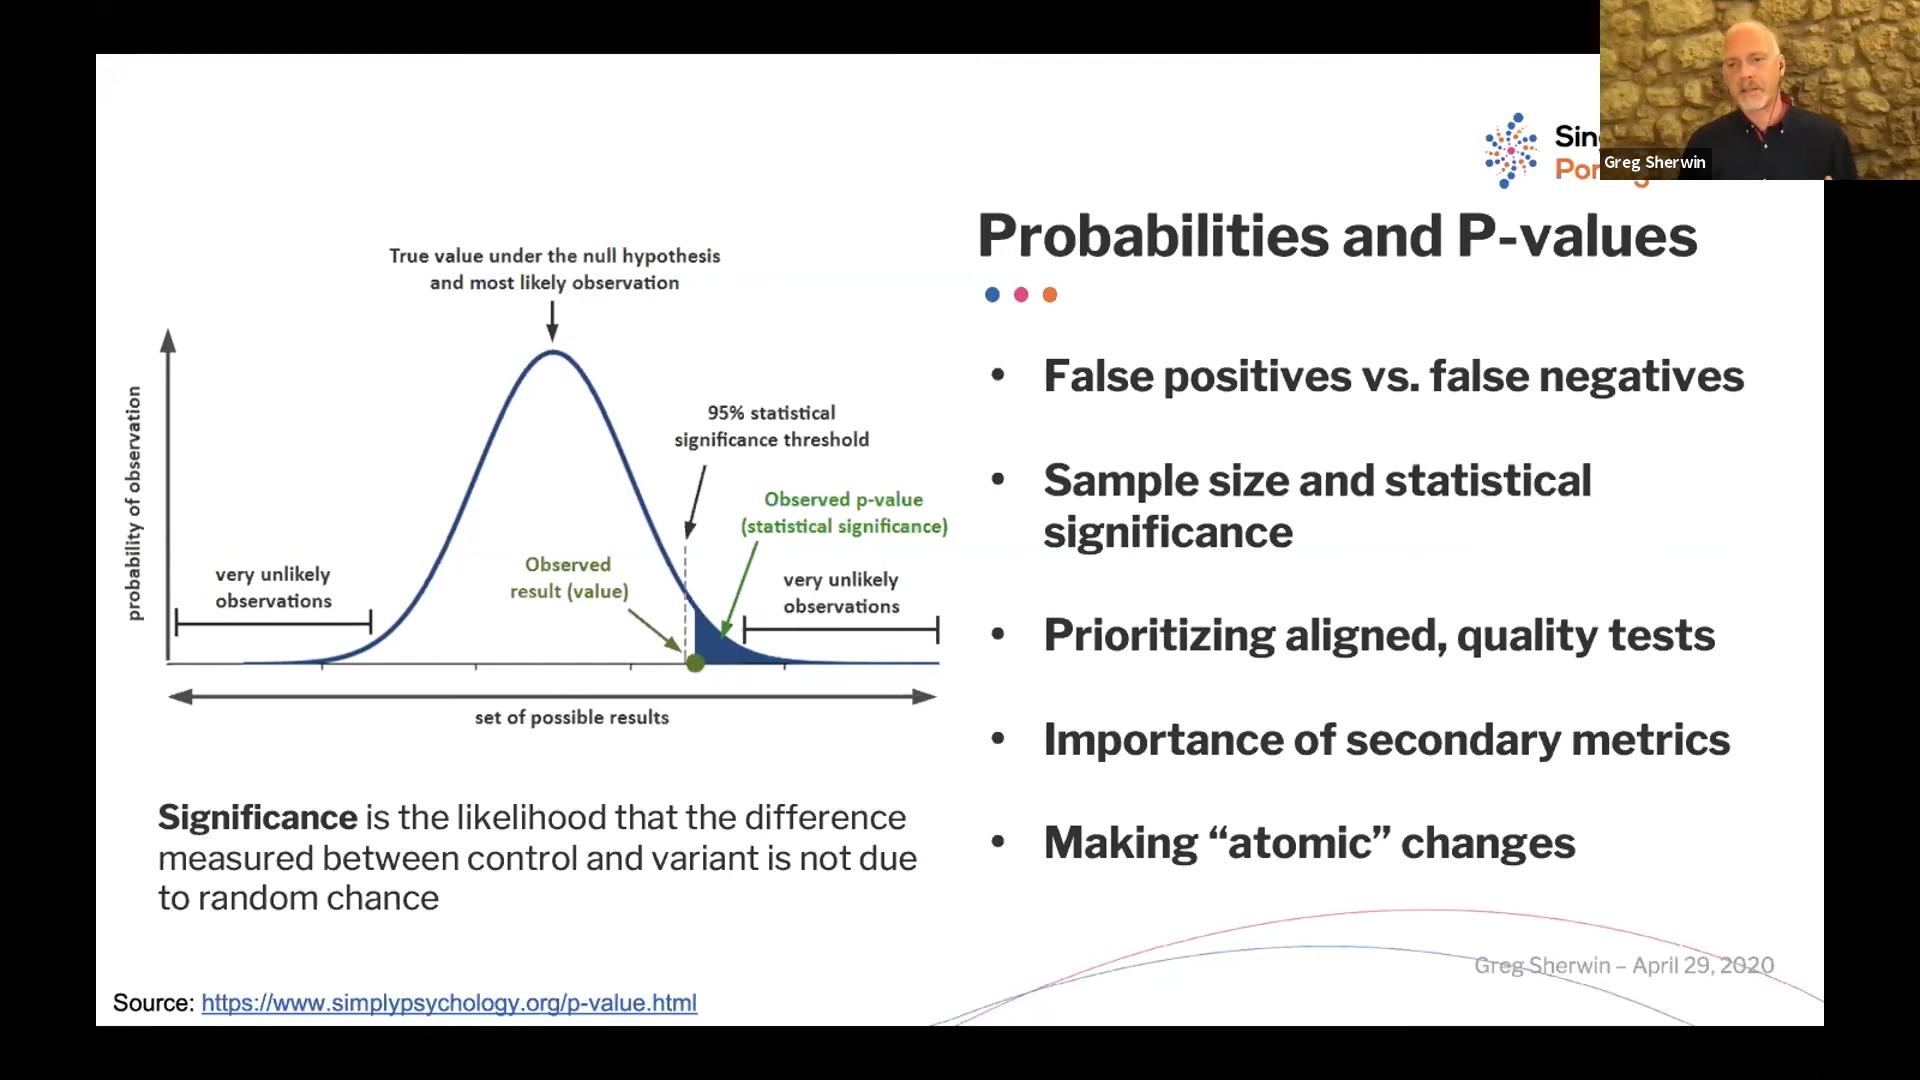 Greg Sherwin
Probabilities and P-values
True value under the null hypothesis
and most likely observation
probability of observation
95% statistical
significance threshold
Observed p-value
(statistical significance)
Observed
result (value)
very unlikely
observations
very unlikely
observations
set of possible results
Significance is the likelihood that the difference
measured between control and variant is not due
to random chance
• False positives vs. false negatives
• Sample size and statistical
significance
• Prioritizing aligned, quality tests
• Importance of secondary metrics
• Making “atomic” changes
Greg Sherwin – April 29, 2020
Source: https://www.simplypsychology.org/p-value.html